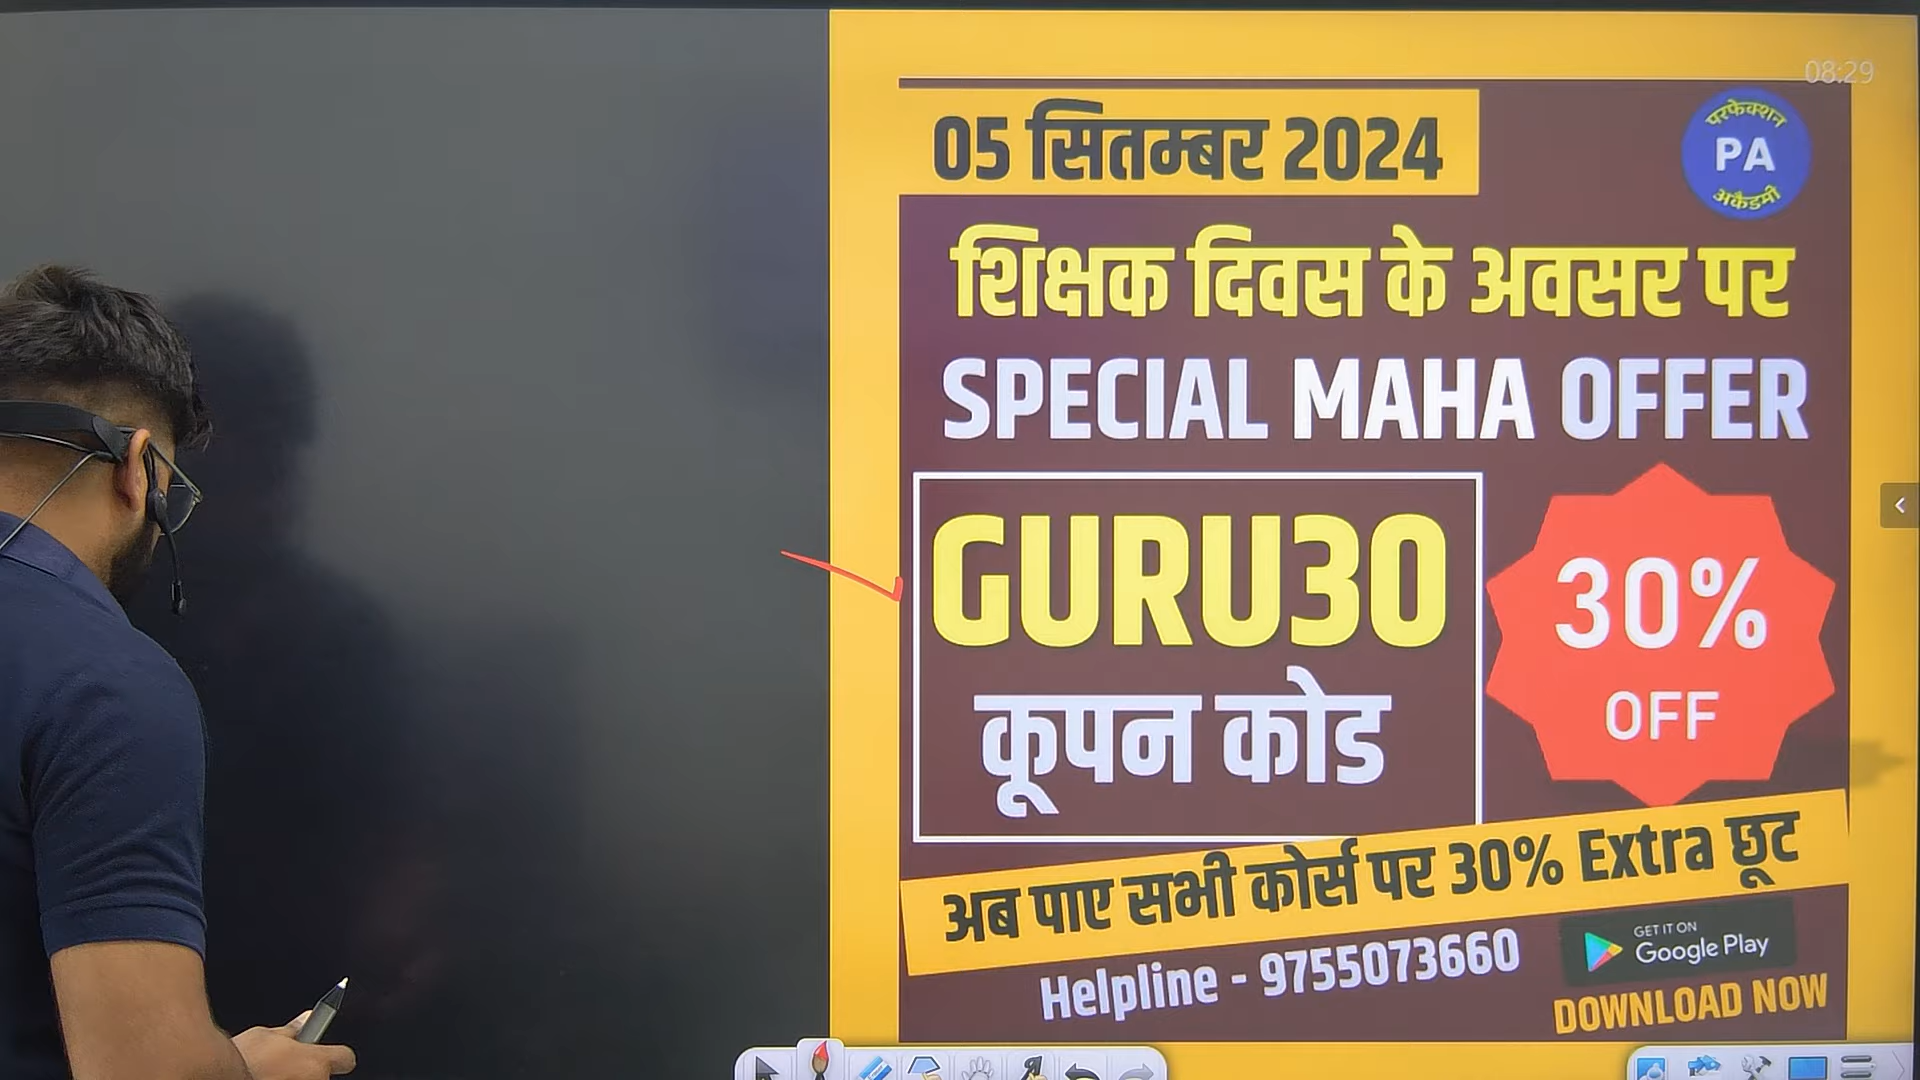 08:29
05 सितम्बर 2024
परफेक्शन
PA
अकैडमी
शिक्षक दिवस के अवसर पर
SPECIAL MAHA OFFER
GURU30
कूपन कोड
30%
OFF
अब पाए सभी कोर्स पर 30% Extra छूट
Helpline - 9755073660
GET IT ON
Google Play
DOWNLOAD NOW